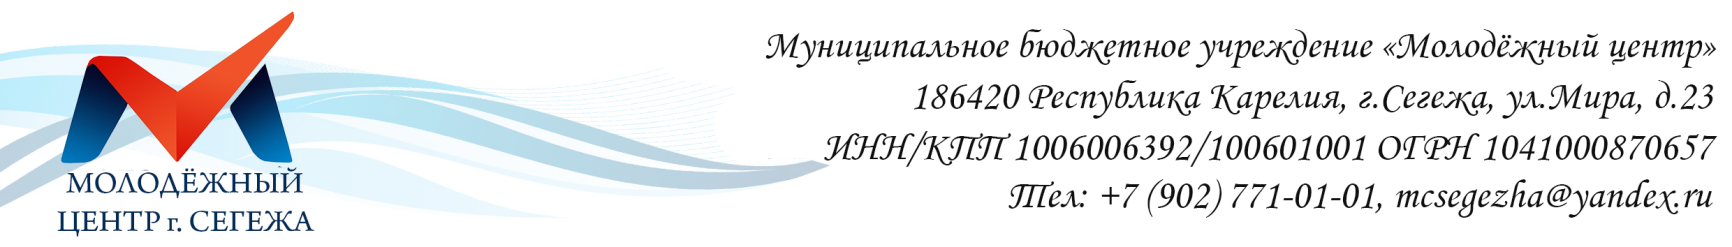 МОЛОДЁЖНЫЙ
ЦЕНТР г. СЕГЕЖА
Муниципальное бюджетное учреждение «Молодёжный центр»
186420 Республика Карелия, г.Сегежа, ул.Мира, д.23
ИНН/КПП 1006006392/100601001 ОГРН 1041000870657
Тел: +7 (902) 771-01-01, mcsegezha@yandex.ru